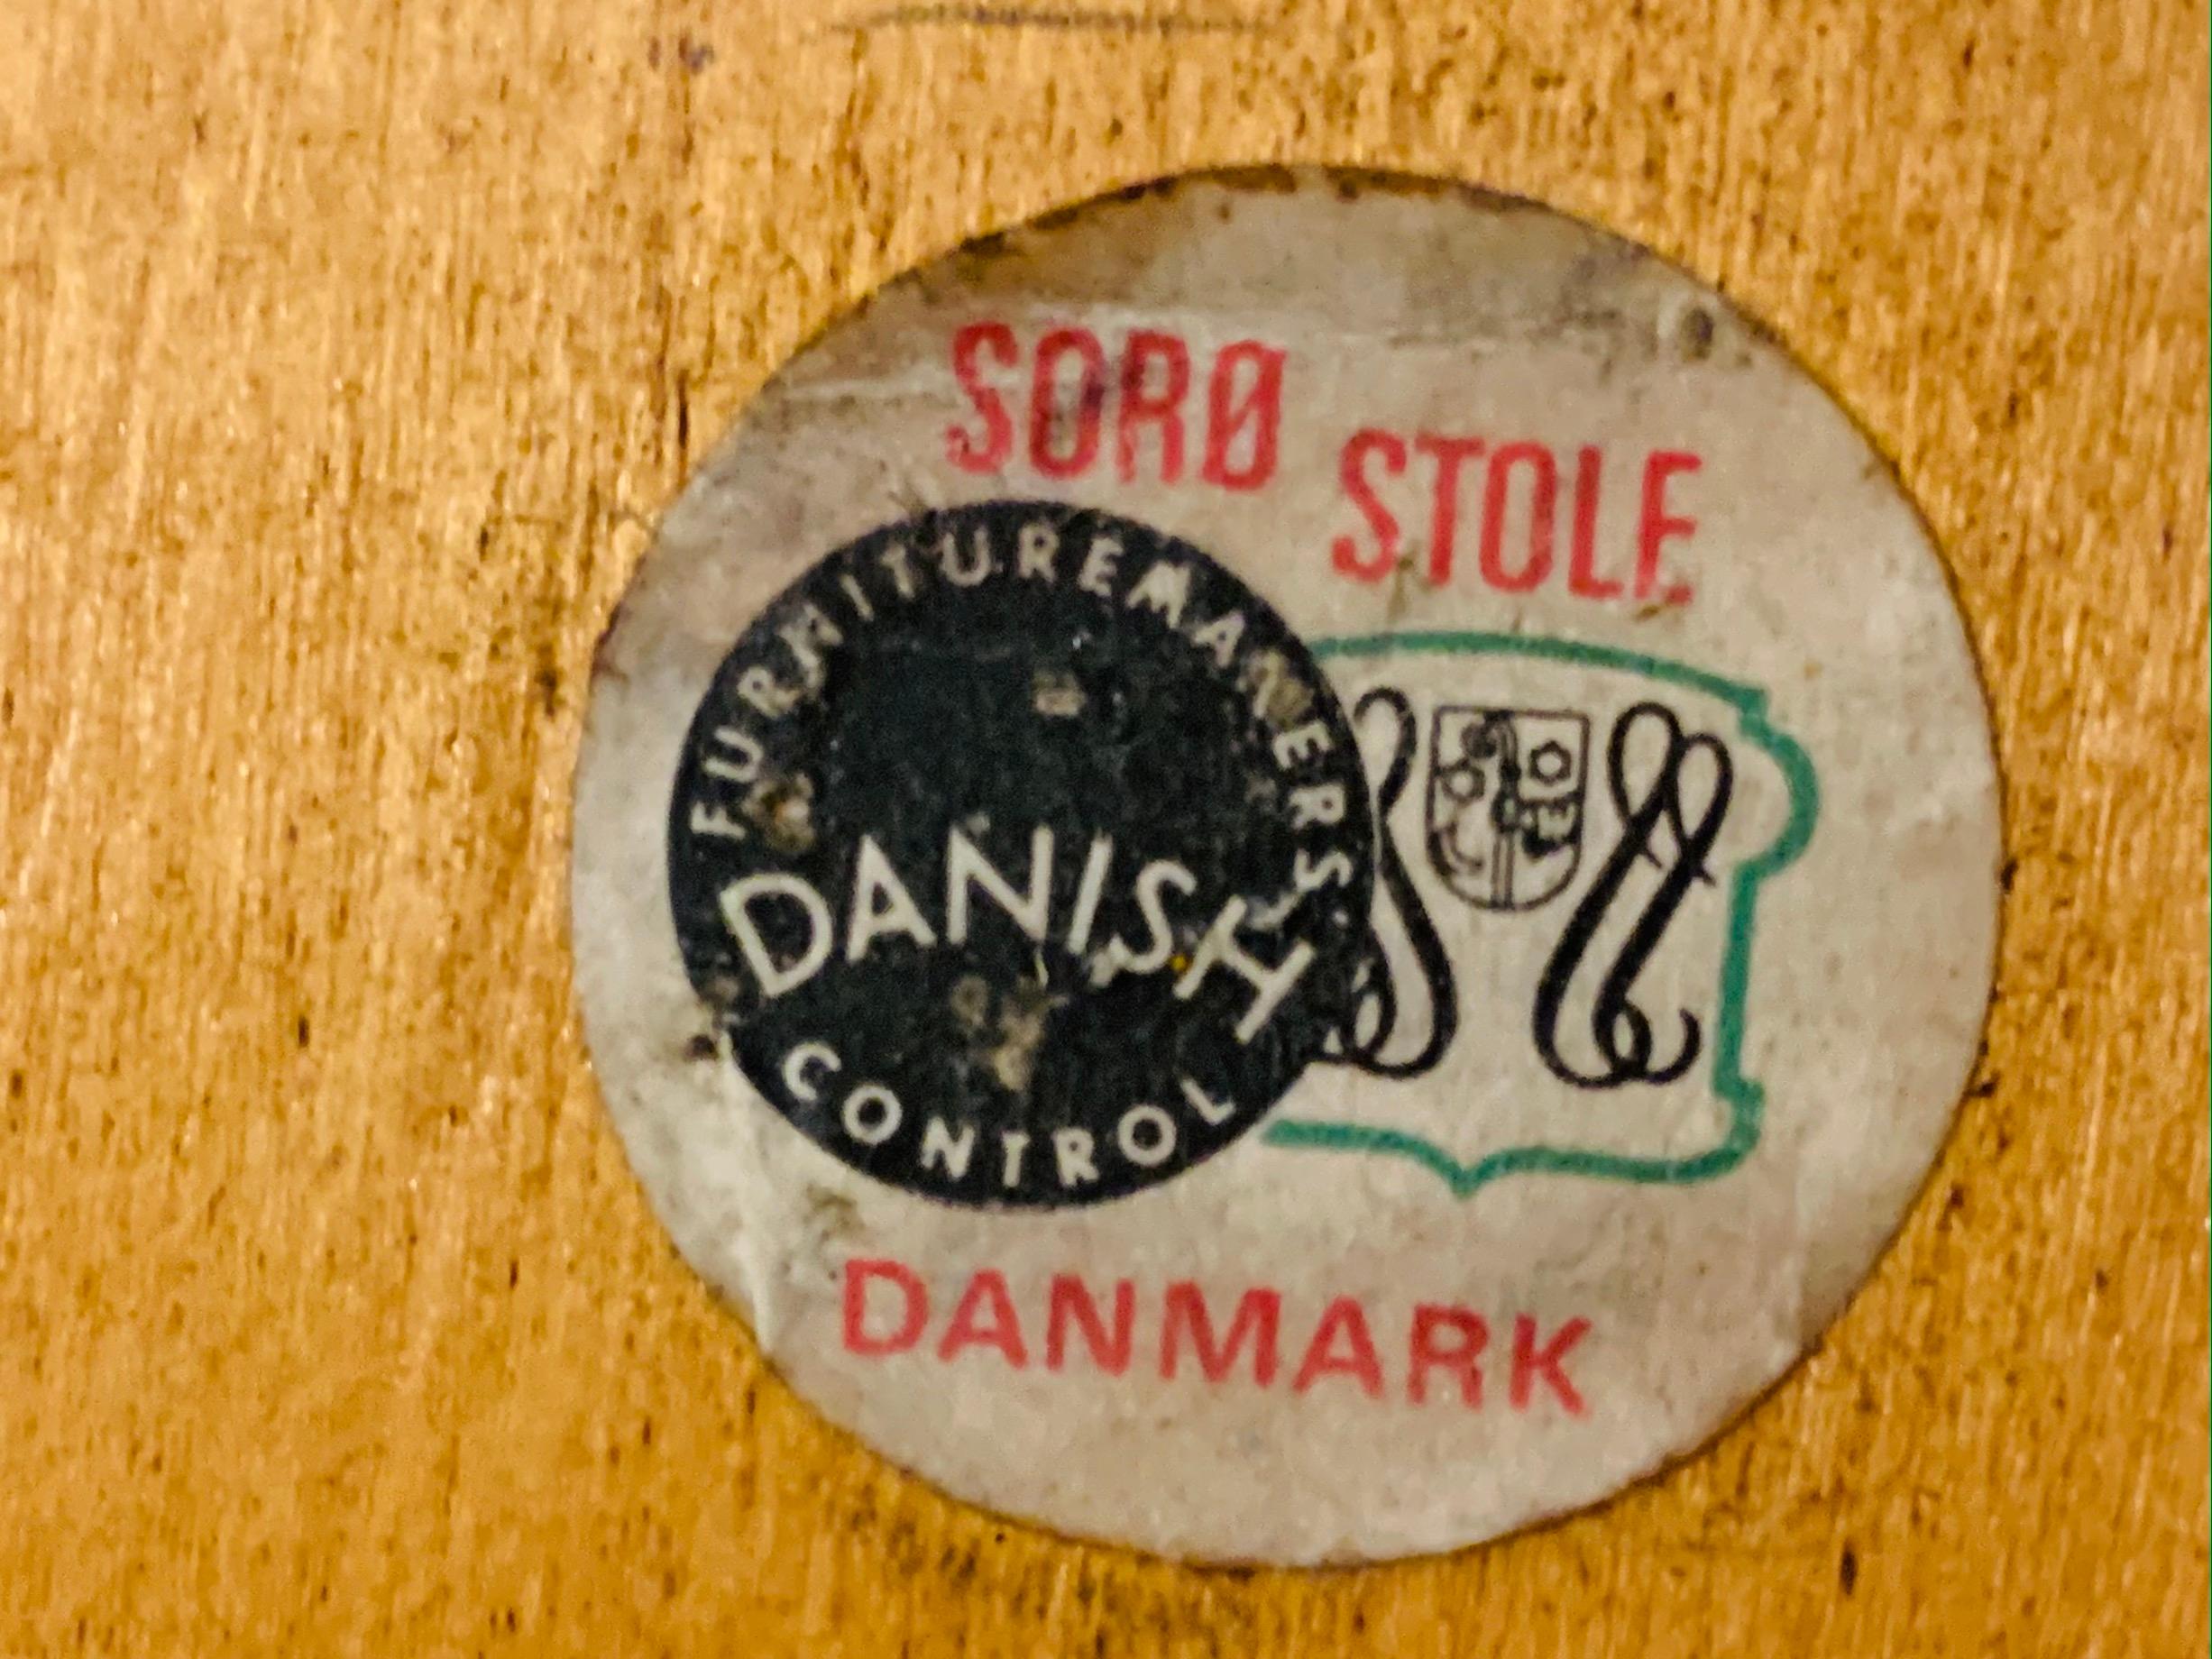 SORØ STOLE
FURNITUREMAKERS
DANISH
CONTROL
DANMARK